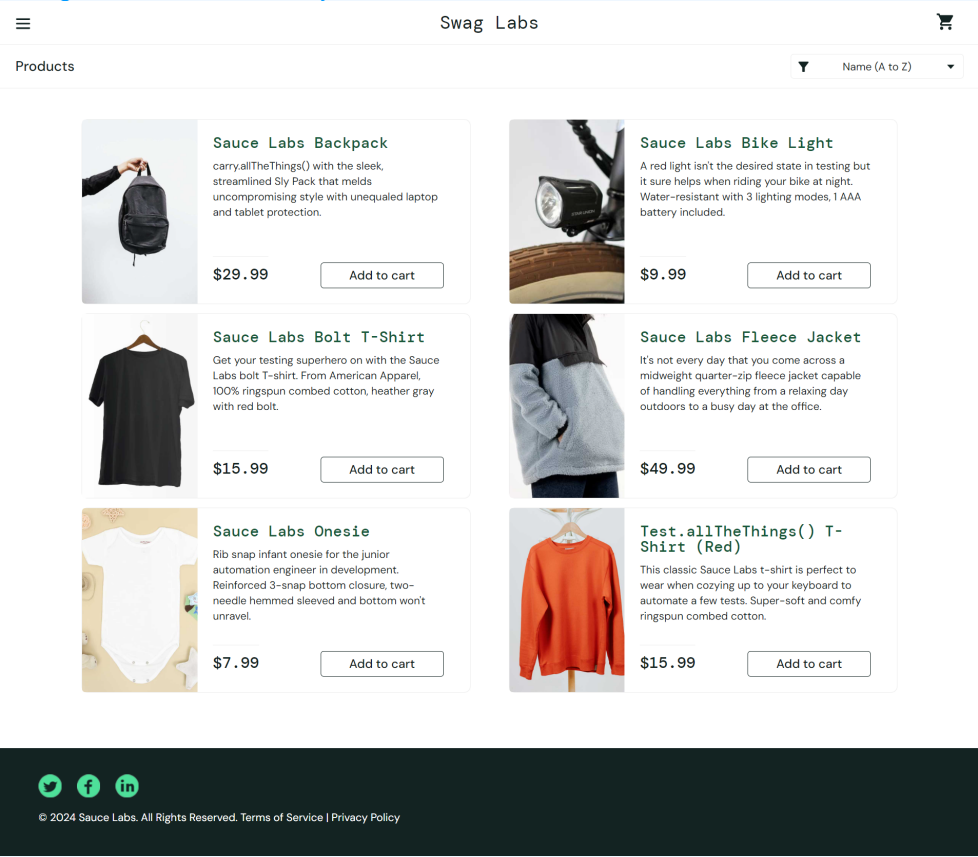 Swag Labs
Products
Name (A to Z)
Sauce Labs Backpack
carry.allTheThings() with the sleek,
streamlined Sly Pack that melds
uncompromising style with unequaled laptop
and tablet protection.
$29.99
Add to cart
Sauce Labs Bike Light
A red light isn't the desired state in testing but
it sure helps when riding your bike at night.
Water-resistant with 3 lighting modes, 1 AAA
battery included.
$9.99
Add to cart
Sauce Labs Bolt T-Shirt
Get your testing superhero on with the Sauce
Labs bolt T-shirt. From American Apparel,
100% ringspun combed cotton, heather gray
with red bolt.
$15.99
Add to cart
Sauce Labs Fleece Jacket
It's not every day that you come across a
midweight quarter-zip fleece jacket capable
of handling everything from a relaxing day
outdoors to a busy day at the office.
$49.99
Add to cart
Sauce Labs Onesie
Rib snap infant onesie for the junior
automation engineer in development.
Reinforced 3-snap bottom closure, two-
needle hemmed sleeved and bottom won't
unravel.
$7.99
Add to cart
Test.allTheThings() T-
Shirt (Red)
This classic Sauce Labs t-shirt is perfect to
wear when cozying up to your keyboard to
automate a few tests. Super-soft and comfy
ringspun combed cotton.
$15.99
Add to cart
© 2024 Sauce Labs. All Rights Reserved. Terms of Service | Privacy Policy